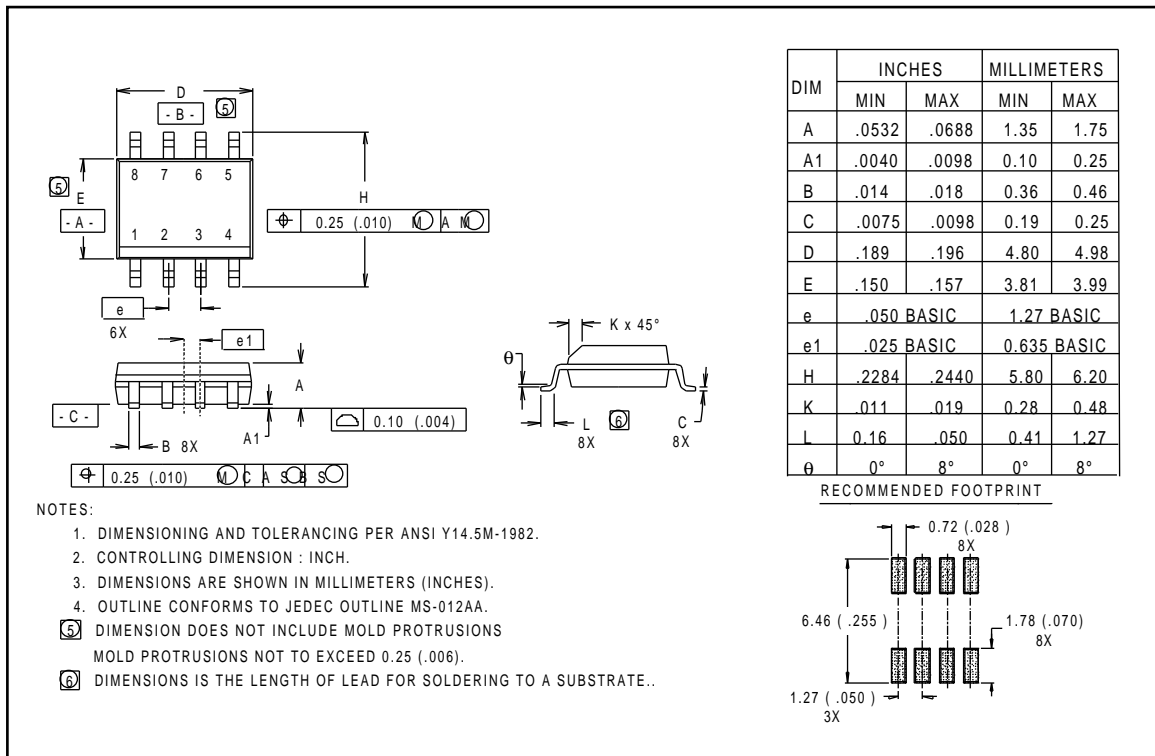 D
- B -
5
8 7 6 5
5
E
- A -
H
0.25 (.010) M A M
1 2 3 4
e
6X
e1
K x 45°
θ
A
- C -
A1
0.10 (.004)
B 8X
L
8X
6
C
8X
0.25 (.010) M C A S B S
DIM INCHES MILLIMETERS
MIN MAX MIN MAX
A .0532 .0688 1.35 1.75
A1 .0040 .0098 0.10 0.25
B .014 .018 0.36 0.46
C .0075 .0098 0.19 0.25
D .189 .196 4.80 4.98
E .150 .157 3.81 3.99
e .050 BASIC 1.27 BASIC
e1 .025 BASIC 0.635 BASIC
H .2284 .2440 5.80 6.20
K .011 .019 0.28 0.48
L 0.16 .050 0.41 1.27
θ 0° 8° 0° 8°
RECOMMENDED FOOTPRINT
0.72 (.028 )
8X
6.46 ( .255 )
1.78 (.070)
8X
1.27 ( .050 )
3X
NOTES:
1. DIMENSIONING AND TOLERANCING PER ANSI Y14.5M-1982.
2. CONTROLLING DIMENSION : INCH.
3. DIMENSIONS ARE SHOWN IN MILLIMETERS (INCHES).
4. OUTLINE CONFORMS TO JEDEC OUTLINE MS-012AA.
5 DIMENSION DOES NOT INCLUDE MOLD PROTRUSIONS
MOLD PROTRUSIONS NOT TO EXCEED 0.25 (.006).
6 DIMENSIONS IS THE LENGTH OF LEAD FOR SOLDERING TO A SUBSTRATE..